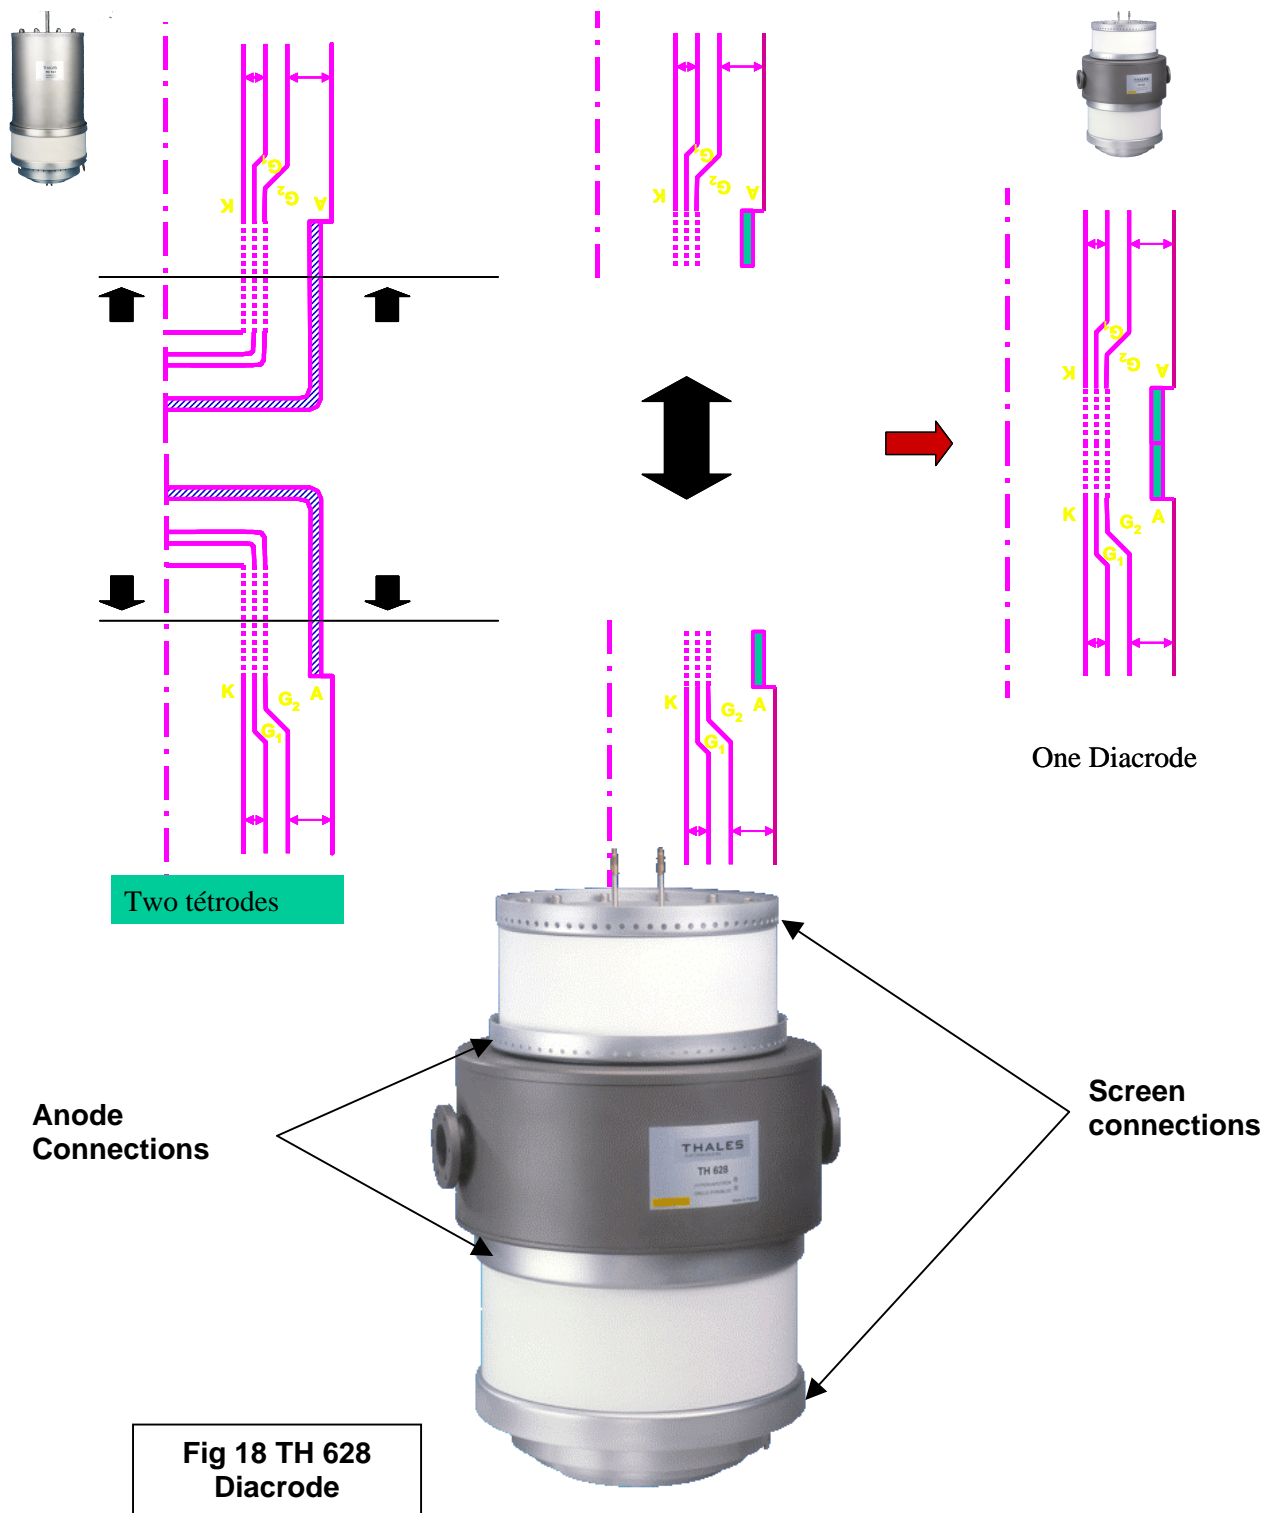 G1
G2
K
A
G1
G2
K
A
THALES
G1
G2
K
A
K
G2
A
G1
K
G2
A
G1
K
G2
A
G1
One Diacrode
Two tétrodes
Anode
Connections
Screen
connections
THALES
TH 628
Fig 18 TH 628
Diacrode